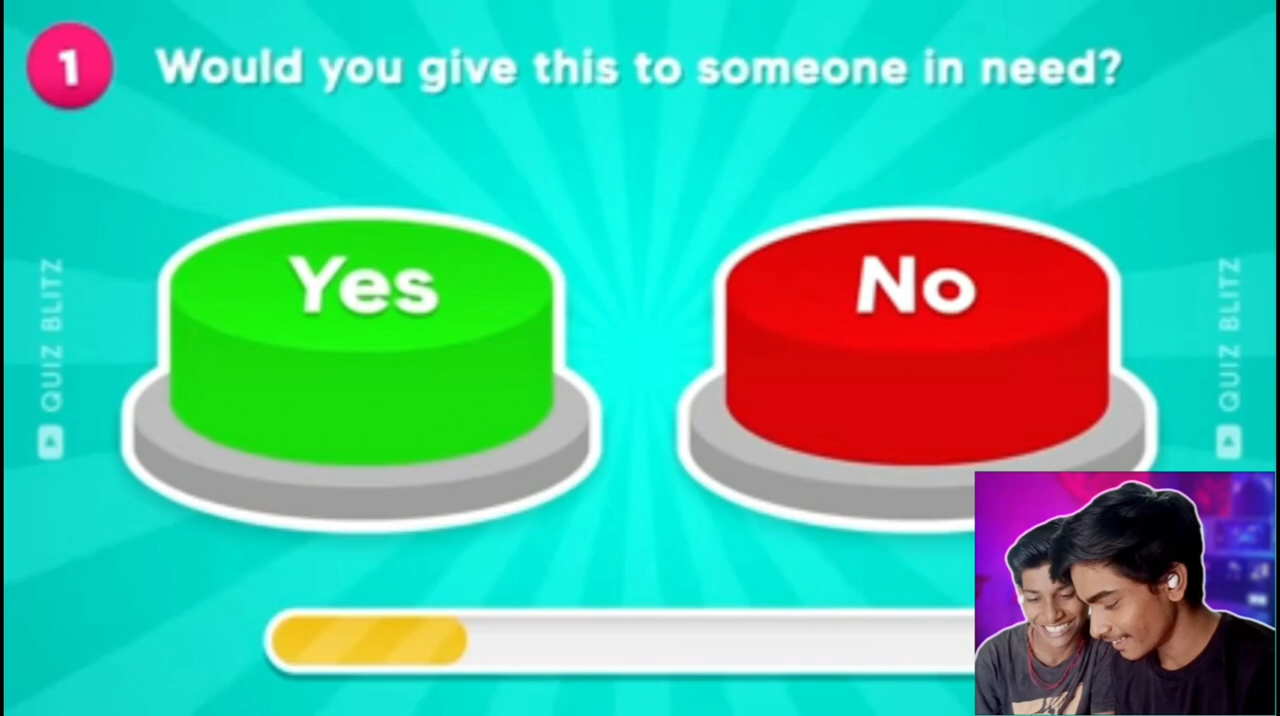 1
Would you give this to someone in need?
Yes
No
QUIZ BLITZ
QUIZ BLITZ